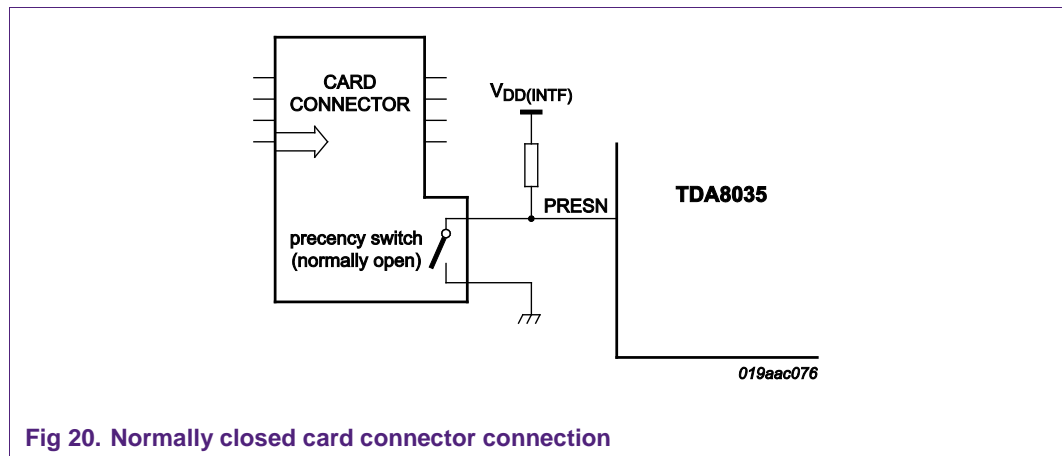 CARD
CONNECTOR
VDD(INTF)
PRESN
TDA8035
precency switch
(normally open)
019aac076
Fig 20. Normally closed card connector connection